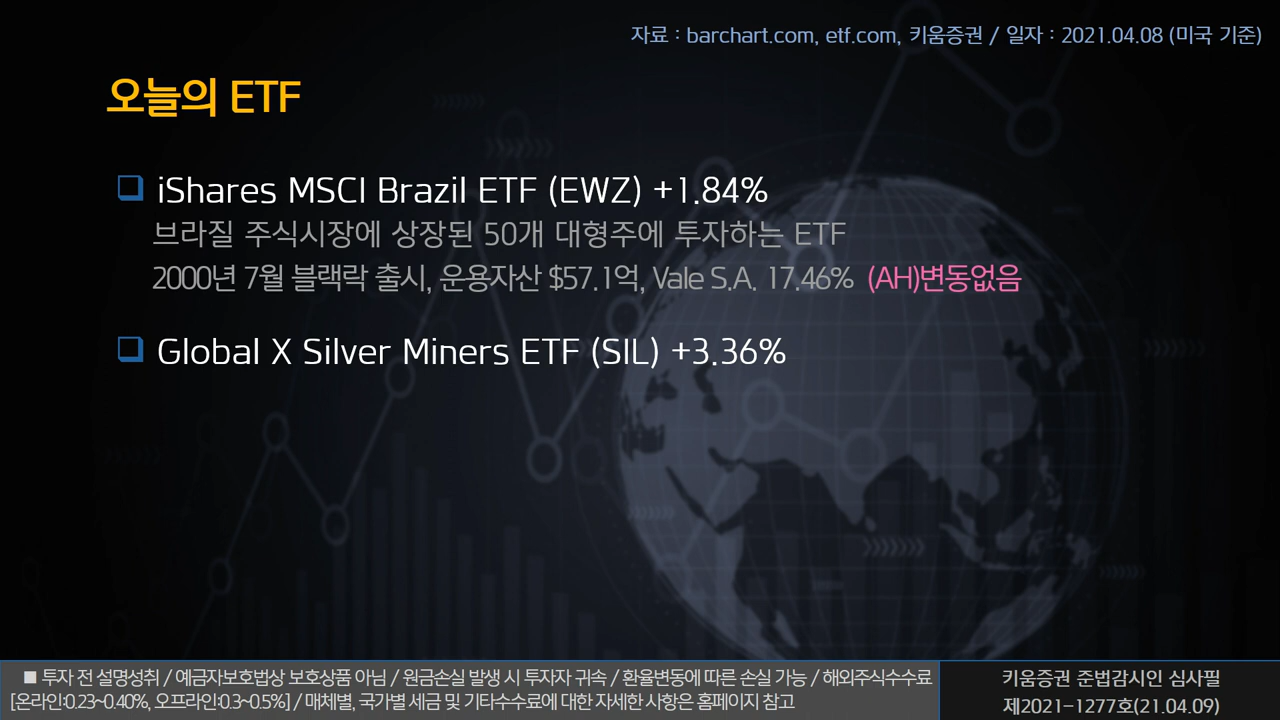 자료 : barchart.com, etf.com, 키움증권 / 일자 : 2021.04.08 (미국 기준)
오늘의 ETF
❑ iShares MSCI Brazil ETF (EWZ) +1.84%
브라질 주식시장에 상장된 50개 대형주에 투자하는 ETF
2000년 7월 블랙락 출시, 운용자산 $57.1억, Vale S.A. 17.46% (AH)변동없음
❑ Global X Silver Miners ETF (SIL) +3.36%
■ 투자 전 설명성취 / 예금자보호법상 보호상품 아님 / 원금손실 발생 시 투자자 귀속 / 환율변동에 따른 손실 가능 / 해외주식수수료
[온라인:0.23~0.40%, 오프라인:0.3~0.5%] / 매체별, 국가별 세금 및 기타수수료에 대한 자세한 사항은 홈페이지 참고
키움증권 준법감시인 심사필
제2021-1277호(21.04.09)